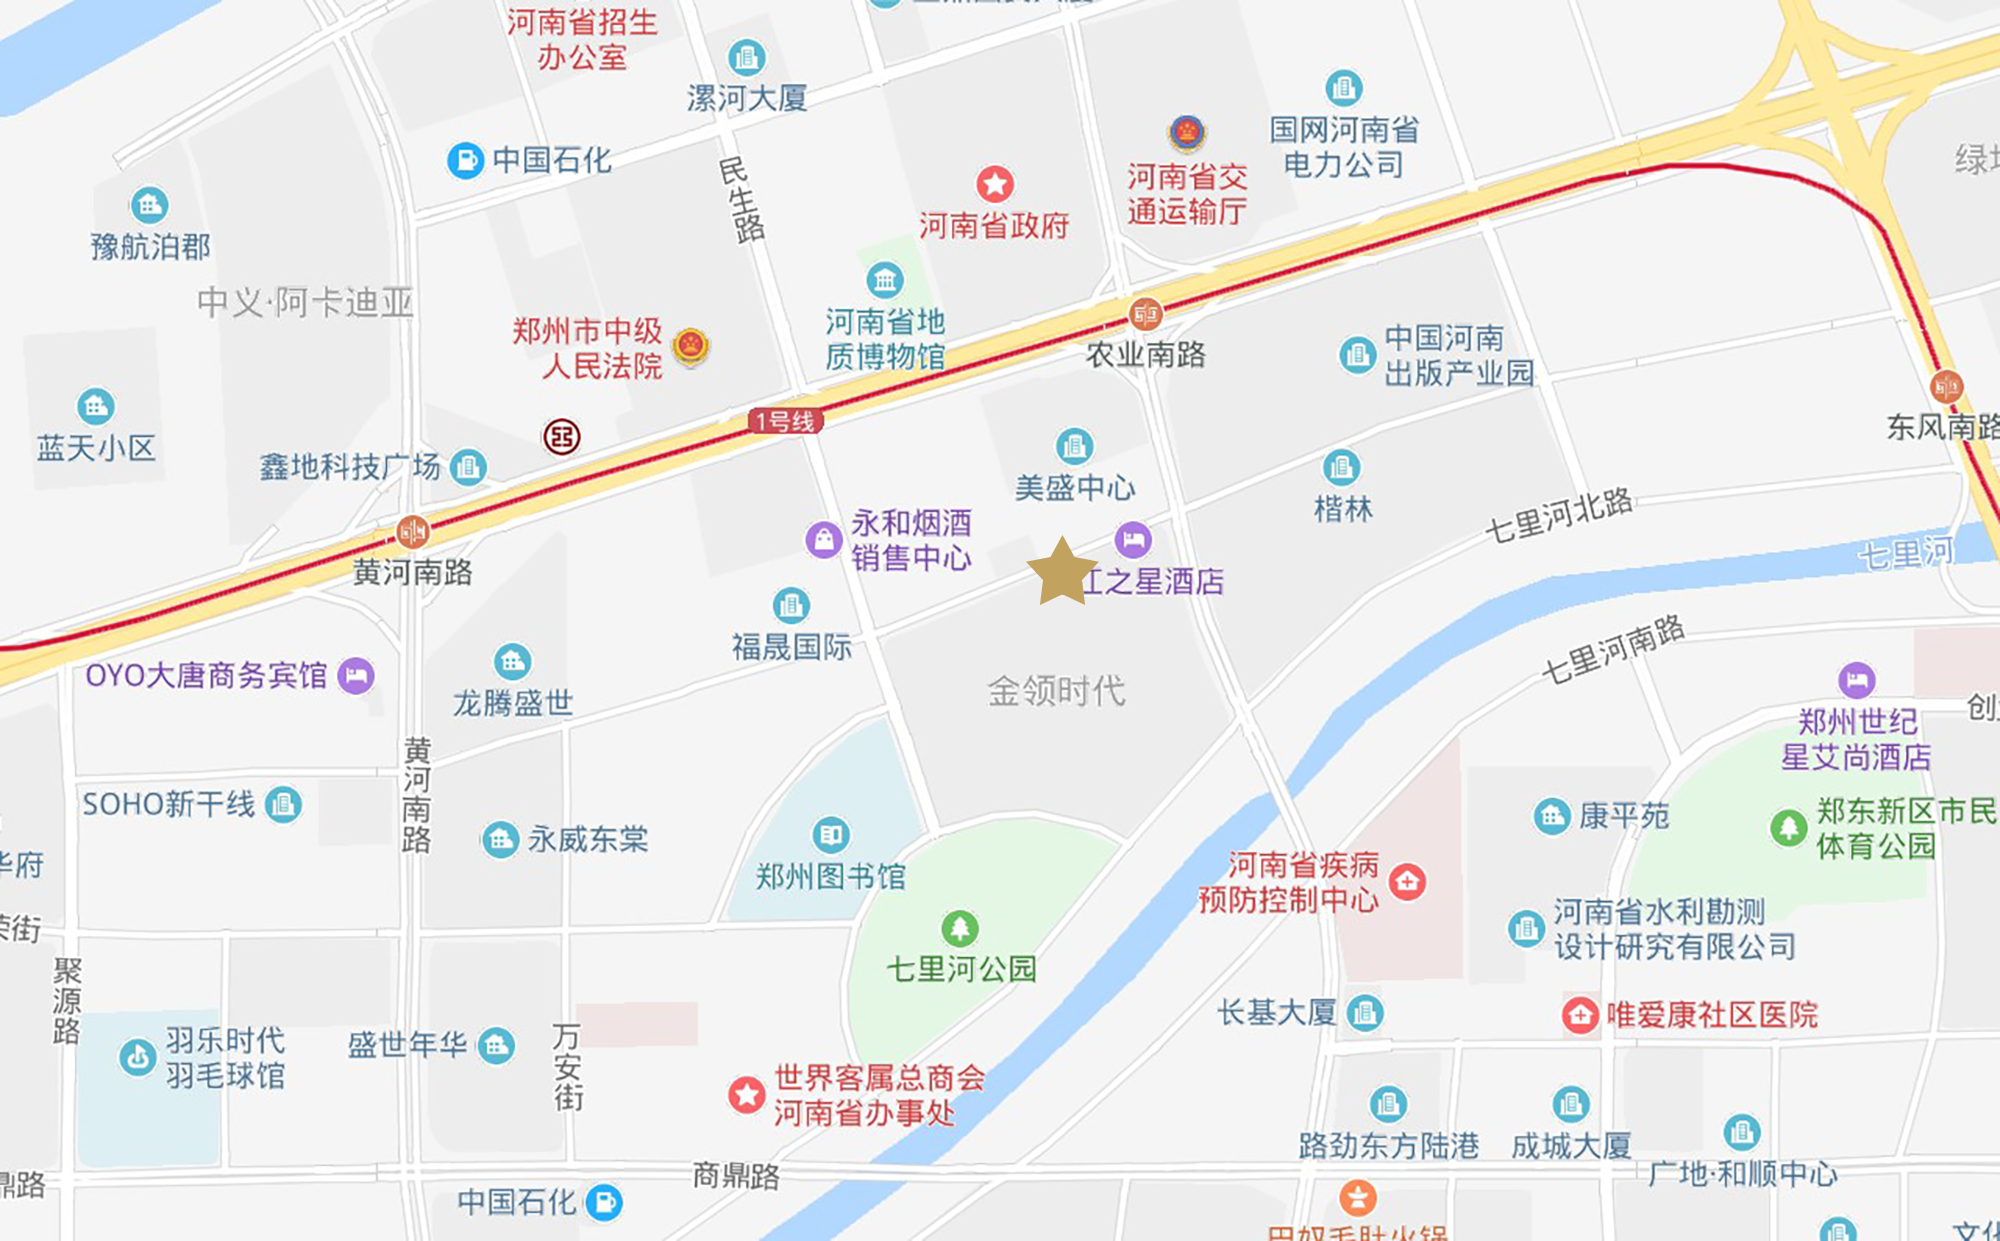 河南省招生
办公室
漯河大厦
中国石化
民生路
河南省政府
河南省交
通运输厅
国网河南省
电力公司
豫航泊郡
中义·阿卡迪亚
郑州市中级
人民法院
河南省地
质博物馆
农业南路
中国河南
出版产业园
东风南路
蓝天小区
鑫地科技广场
1号线
美盛中心
楷林
黄河南路
永和烟酒
销售中心
江之星酒店
七里河北路
七里河
福晟国际
OYO大唐商务宾馆
龙腾盛世
金领时代
七里河南路
郑州世纪
星艾尚酒店
黄河南路
SOHO新干线
永威东棠
郑州图书馆
康平苑
郑东新区市民
体育公园
华府
河南省疾病
预防控制中心
荣街
七里河公园
河南省水利勘测
设计研究有限公司
聚源路
长基大厦
唯爱康社区医院
羽乐时代
羽毛球馆
盛世年华
万安街
世界客属总商会
河南省办事处
路劲东方陆港
成城大厦
广地·和顺中心
鼎路
商鼎路
中国石化
巴奴毛肚火锅